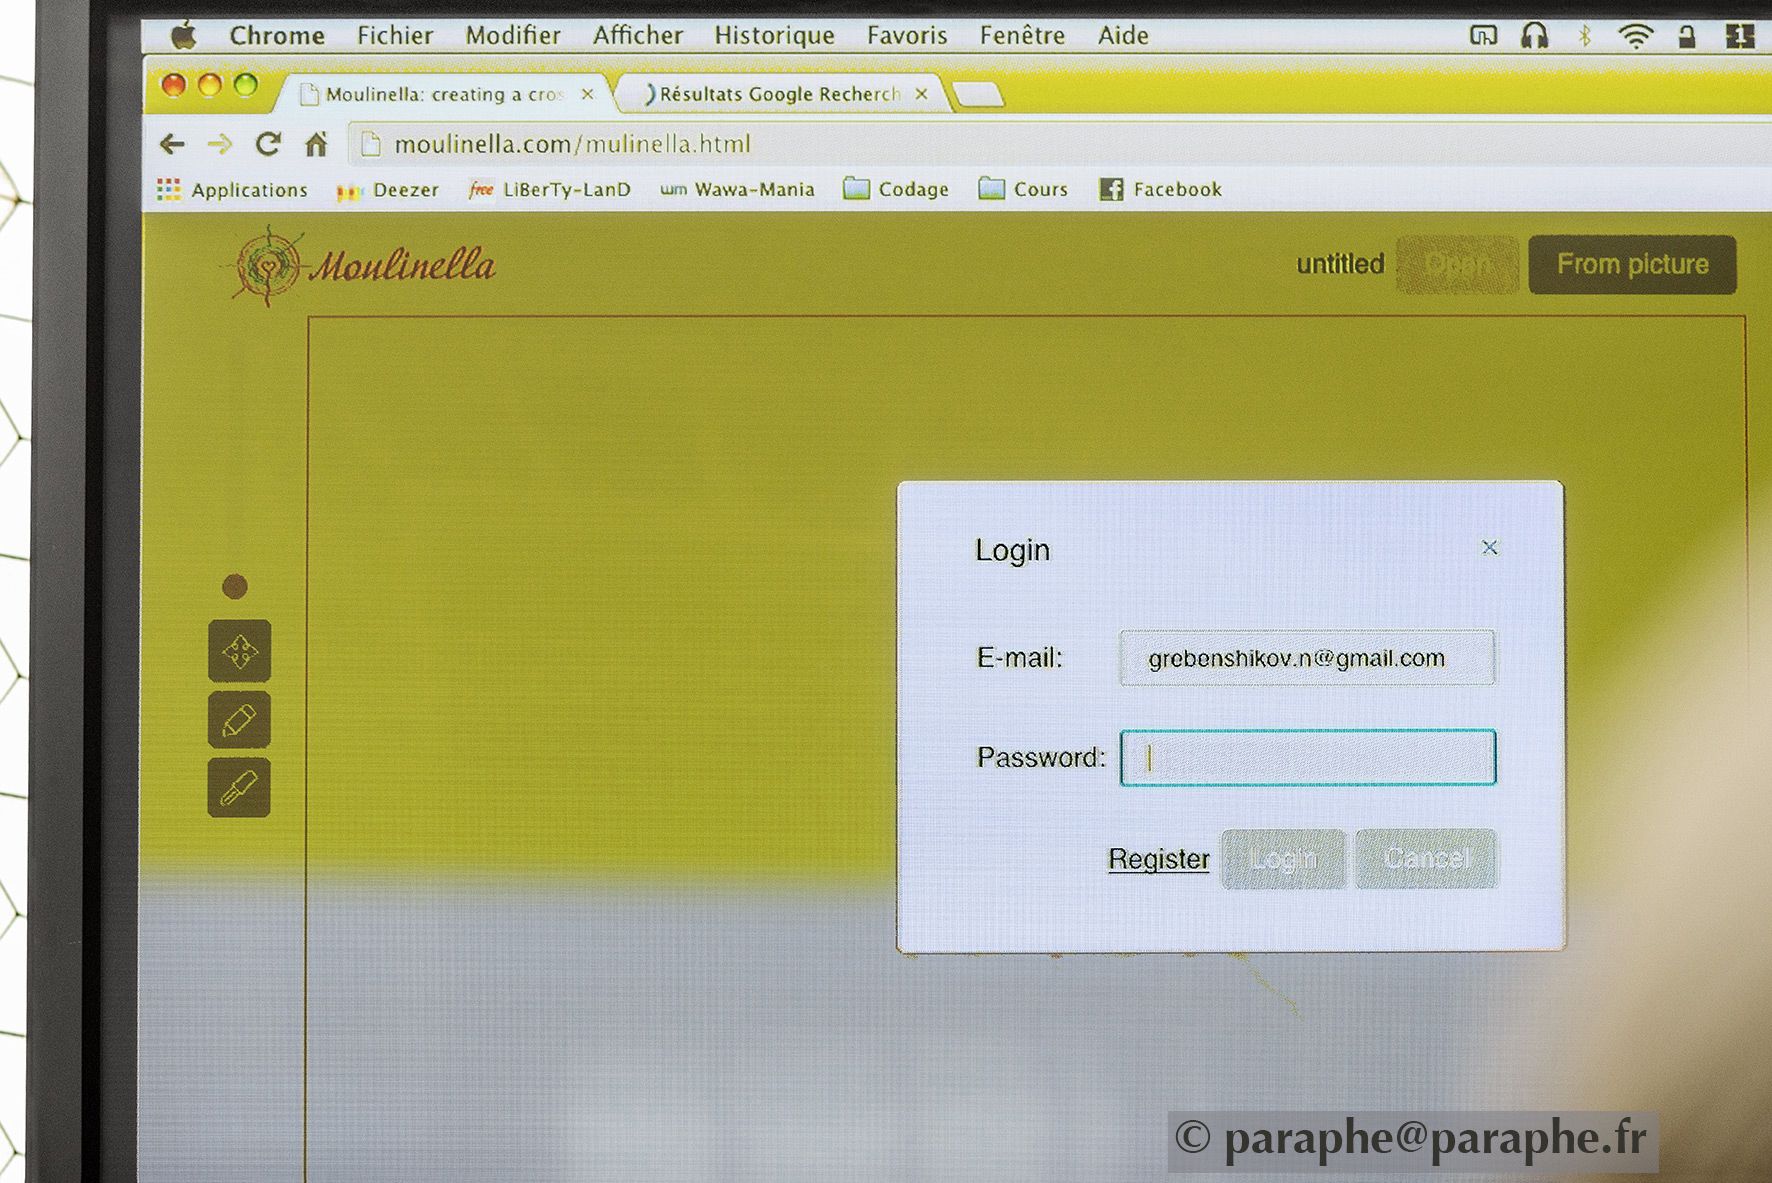 Chrome Fichier Modifier Afficher Historique Favoris Fenêtre Aide
Moulinella: creating a cros × Résultats Google Recherch ×
moulinella.com/mulinella.html
Applications Deezer free LiBerTy-LanD wm Wawa-Mania Codage Cours Facebook
Moulinella untitled Open From picture
Login ×
E-mail: grebenshikov.n@gmail.com
Password:
Register Login Cancel
© paraphe@paraphe.fr